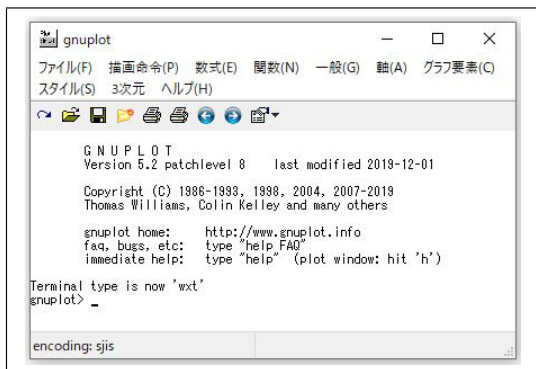 gnuplot
ファイル(F) 描画命令(P) 数式(E) 関数(N) 一般(G) 軸(A) グラフ要素(C)
スタイル(S) 3次元 ヘルプ(H)
G N U P L O T
Version 5.2 patchlevel 8 last modified 2019-12-01
Copyright (C) 1986-1993, 1998, 2004, 2007-2019
Thomas Williams, Colin Kelley and many others
gnuplot home: http://www.gnuplot.info
faq, bugs, etc: type "help FAQ"
immediate help: type "help" (plot window: hit 'h')
Terminal type is now 'wxt'
gnuplot> _
encoding: sjis